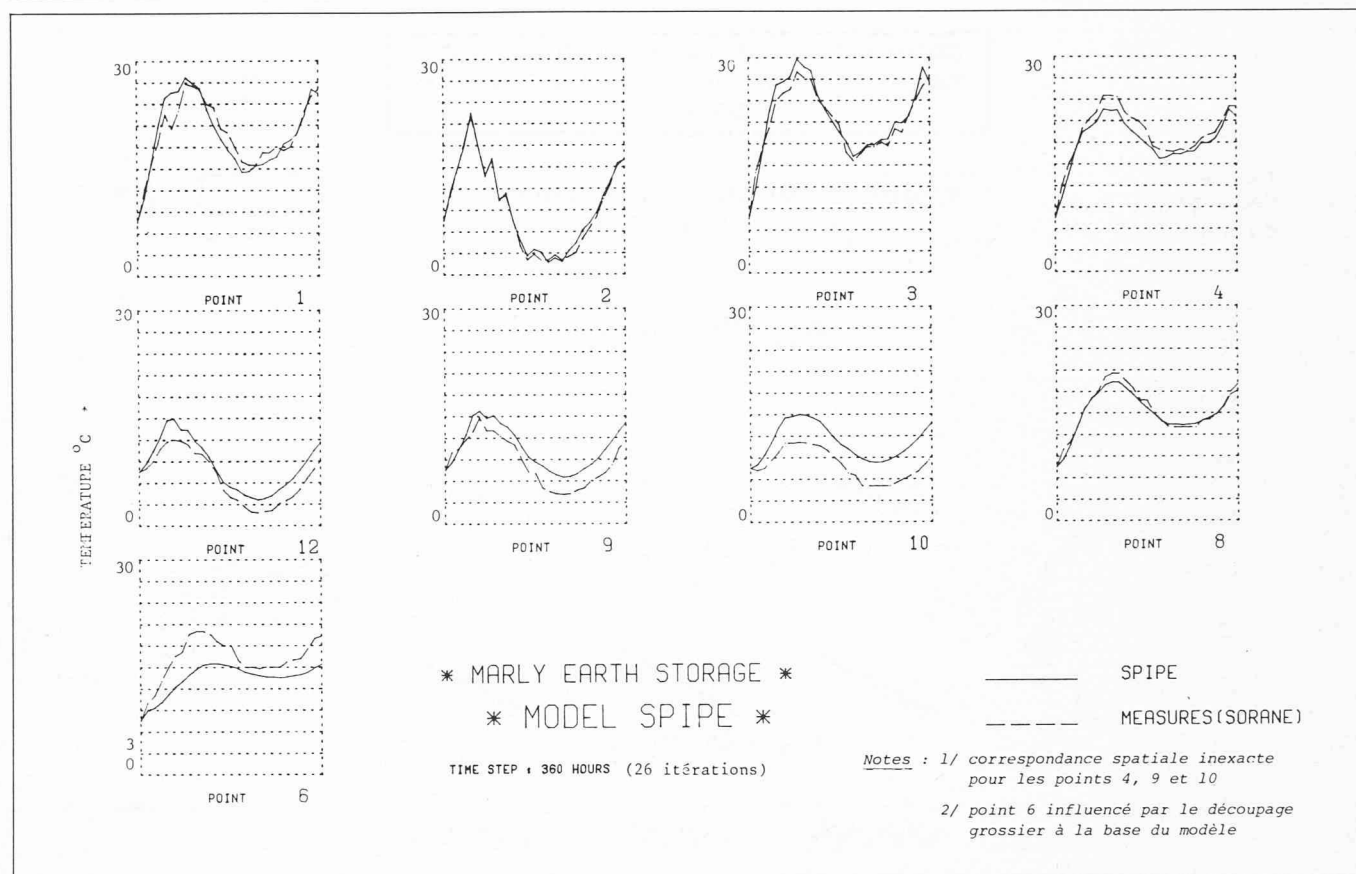 30
0
POINT 1
30
0
POINT 2
30
0
POINT 3
30
0
POINT 4
TEMPERATURE °C *
30
0
POINT 12
30
0
POINT 9
30
0
POINT 10
30
0
POINT 8
30
3
0
POINT 6
* MARLY EARTH STORAGE *
* MODEL SPIPE *
TIME STEP : 360 HOURS (26 itérations)
SPIPE
MEASURES(SORANE)
Notes : 1/ correspondance spatiale inexacte
pour les points 4, 9 et 10
2/ point 6 influencé par le découpage
grossier à la base du modèle